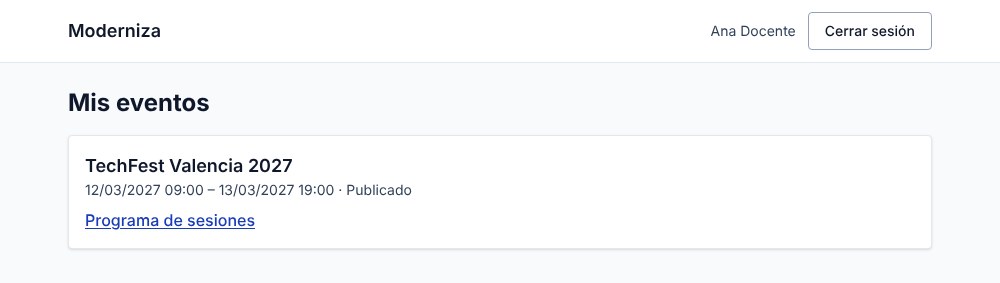 Moderniza
Ana Docente
Cerrar sesión
Mis eventos
TechFest Valencia 2027
12/03/2027 09:00 – 13/03/2027 19:00 · Publicado
Programa de sesiones